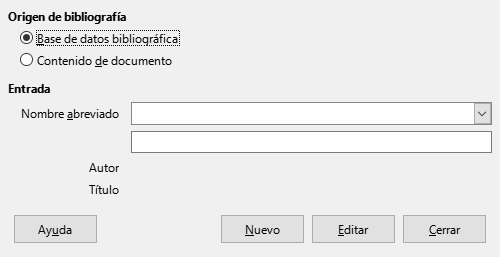 Origen de bibliografía
Base de datos bibliográfica
Contenido de documento
Entrada
Nombre abreviado
Autor
Título
Ayuda Nuevo Editar Cerrar